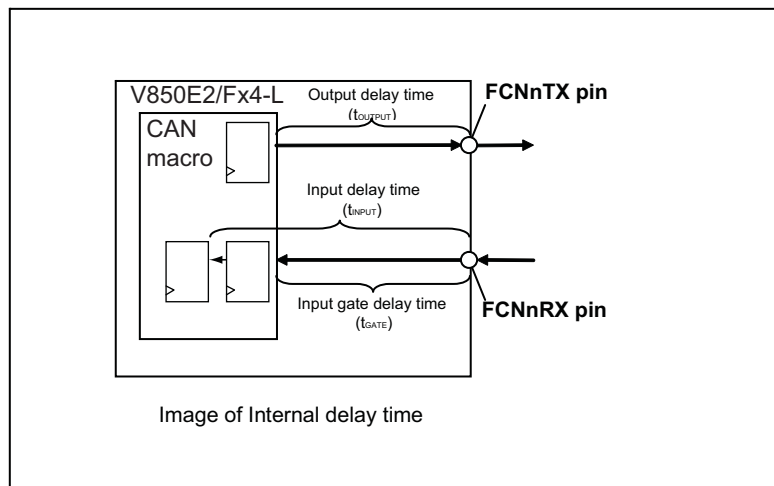 V850E2/Fx4-L
CAN
macro
Output delay time
(tOUTPUT)
FCNnTX pin
Input delay time
(tINPUT)
Input gate delay time
(tGATE)
FCNnRX pin
Image of Internal delay time